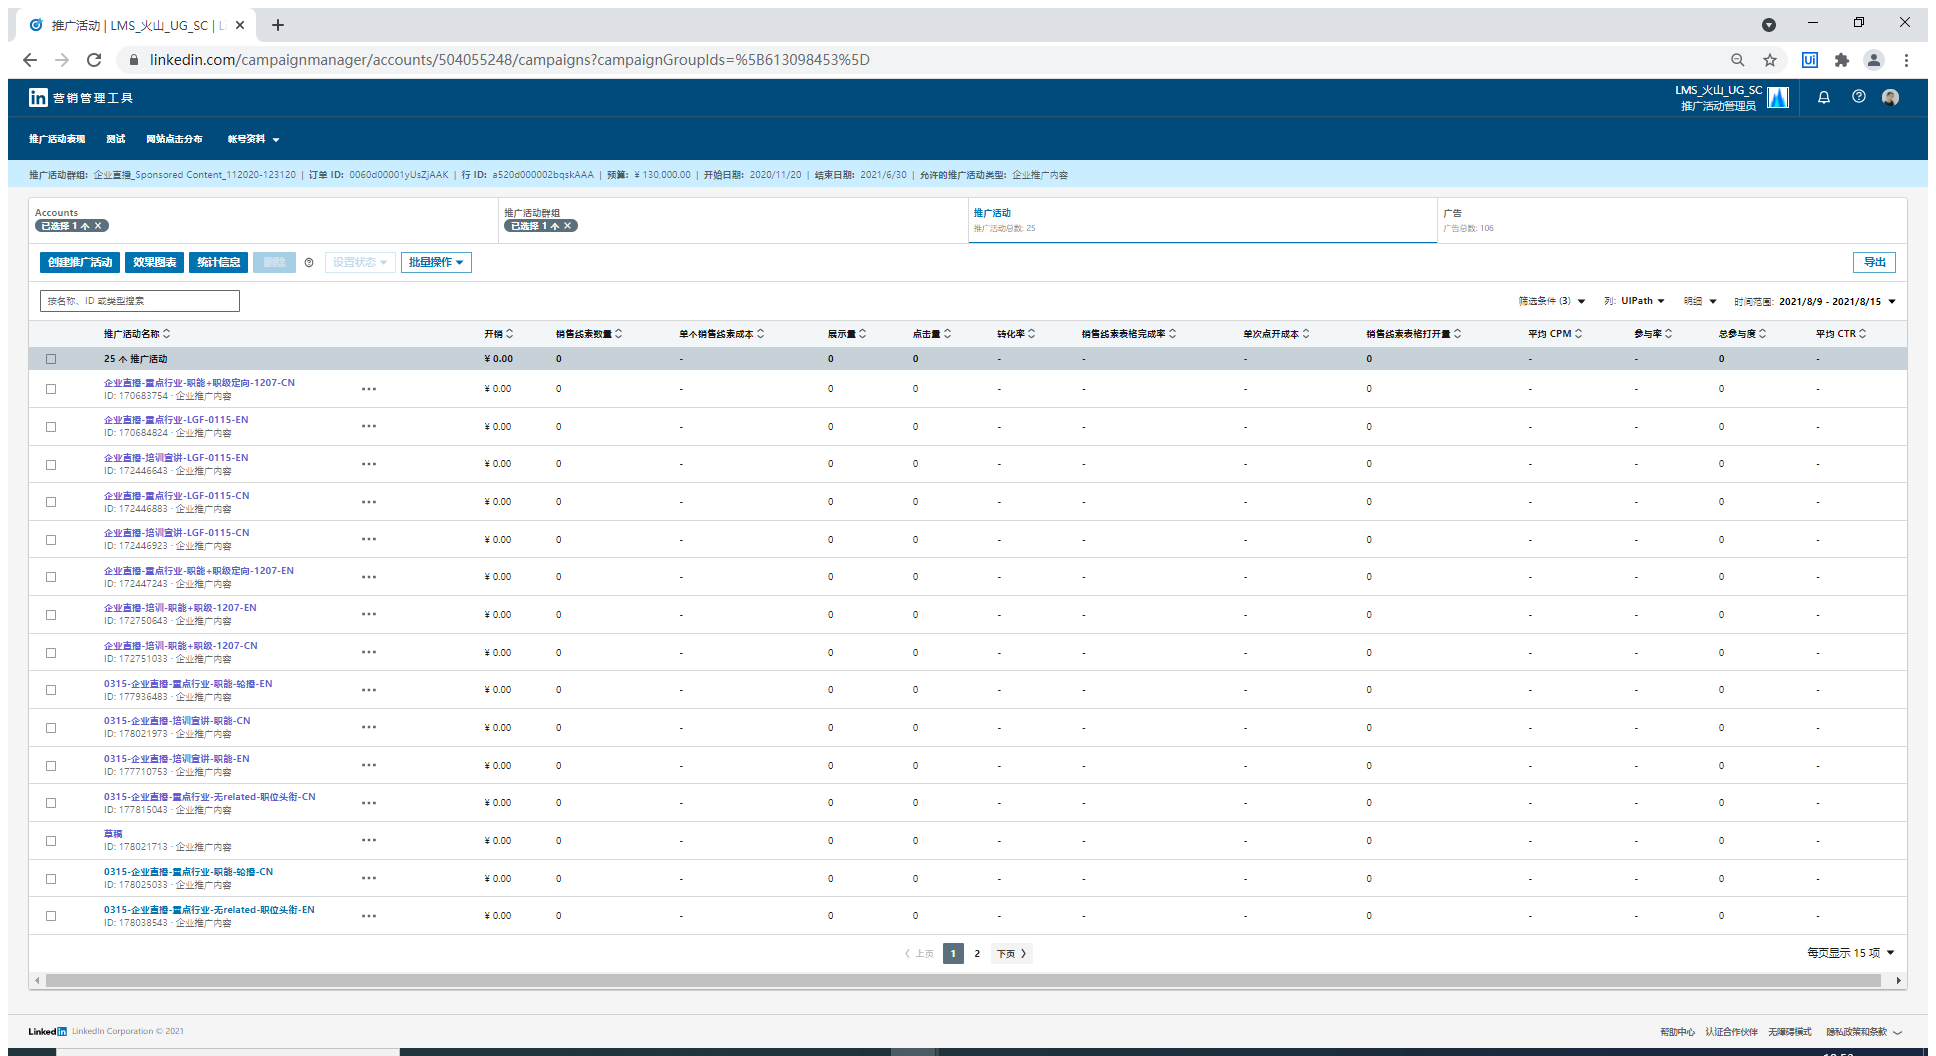 推广活动 | LMS_火山_UG_SC | Li
linkedin.com/campaignmanager/accounts/504055248/campaigns?campaignGroupIds=%5B613098453%5D
in 营销管理工具
LMS_火山_UG_SC
推广活动管理员
推广活动表现 测试 网站点击分布 帐号资料
推广活动群组: 企业直播_Sponsored Content_112020-123120 | 订单 ID: 0060d00001yUsZjAAK | 行 ID: a520d000002bqskAAA | 预算: ¥ 130,000.00 | 开始日期: 2020/11/20 | 结束日期: 2021/6/30 | 允许的推广活动类型: 企业推广内容
Accounts 推广活动群组 推广活动 广告
已选择 1 个 × 已选择 1 个 × 推广活动总数: 25 广告总数: 106
创建推广活动 效果图表 统计信息 删除 设置状态 批量操作 导出
按名称、ID 或类型搜索 筛选条件 (3) 列: UIPath 明细 时间范围: 2021/8/9 - 2021/8/15
推广活动名称 开销 销售线索数量 单个销售线索成本 展示量 点击量 转化率 销售线索表格完成率 单次点开成本 销售线索表格打开量 平均 CPM 参与率 总参与度 平均 CTR
25 个 推广活动 ¥ 0.00 0 - 0 0 - - - 0 - - 0 -
企业直播-重点行业-职能+职级定向-1207-CN
ID: 170683754 · 企业推广内容 ¥ 0.00 0 - 0 0 - - - 0 - - 0 -
企业直播-重点行业-LGF-0115-EN
ID: 170684824 · 企业推广内容 ¥ 0.00 0 - 0 0 - - - 0 - - 0 -
企业直播-培训宣讲-LGF-0115-EN
ID: 172446643 · 企业推广内容 ¥ 0.00 0 - 0 0 - - - 0 - - 0 -
企业直播-重点行业-LGF-0115-CN
ID: 172446883 · 企业推广内容 ¥ 0.00 0 - 0 0 - - - 0 - - 0 -
企业直播-培训宣讲-LGF-0115-CN
ID: 172446923 · 企业推广内容 ¥ 0.00 0 - 0 0 - - - 0 - - 0 -
企业直播-重点行业-职能+职级定向-1207-EN
ID: 172447243 · 企业推广内容 ¥ 0.00 0 - 0 0 - - - 0 - - 0 -
企业直播-培训-职能+职级-1207-EN
ID: 172750643 · 企业推广内容 ¥ 0.00 0 - 0 0 - - - 0 - - 0 -
企业直播-培训-职能+职级-1207-CN
ID: 172751033 · 企业推广内容 ¥ 0.00 0 - 0 0 - - - 0 - - 0 -
0315-企业直播-重点行业-职能-轮播-EN
ID: 177936483 · 企业推广内容 ¥ 0.00 0 - 0 0 - - - 0 - - 0 -
0315-企业直播-培训宣讲-职能-CN
ID: 178021973 · 企业推广内容 ¥ 0.00 0 - 0 0 - - - 0 - - 0 -
0315-企业直播-培训宣讲-职能-EN
ID: 177710753 · 企业推广内容 ¥ 0.00 0 - 0 0 - - - 0 - - 0 -
0315-企业直播-重点行业-无related-职位头衔-CN
ID: 177815043 · 企业推广内容 ¥ 0.00 0 - 0 0 - - - 0 - - 0 -
草稿
ID: 178021713 · 企业推广内容 ¥ 0.00 0 - 0 0 - - - 0 - - 0 -
0315-企业直播-重点行业-职能-轮播-CN
ID: 178025033 · 企业推广内容 ¥ 0.00 0 - 0 0 - - - 0 - - 0 -
0315-企业直播-重点行业-无related-职位头衔-EN
ID: 178038543 · 企业推广内容 ¥ 0.00 0 - 0 0 - - - 0 - - 0 -
上页 1 2 下页 每页显示 15 项
Linked in LinkedIn Corporation © 2021 帮助中心 认证合作伙伴 无障碍模式 隐私政策和条款